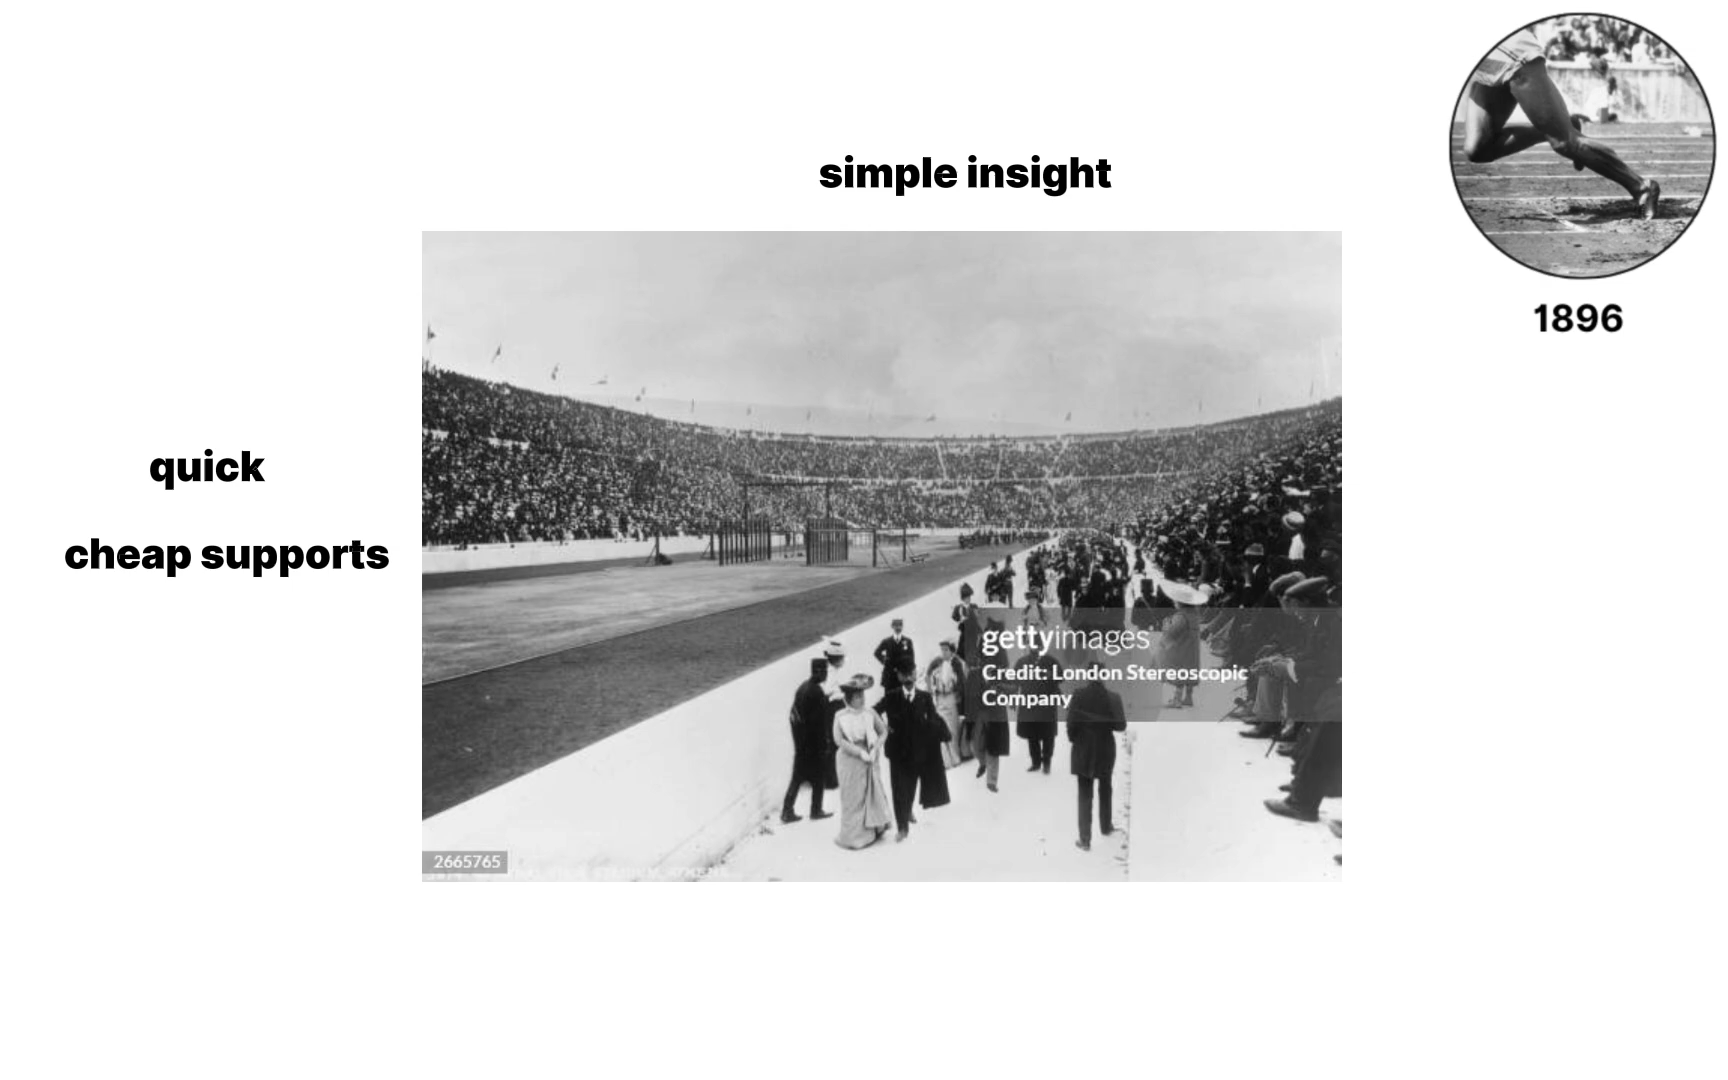 simple insight
1896
quick
cheap supports
gettyimages
Credit: London Stereoscopic
Company
2665765